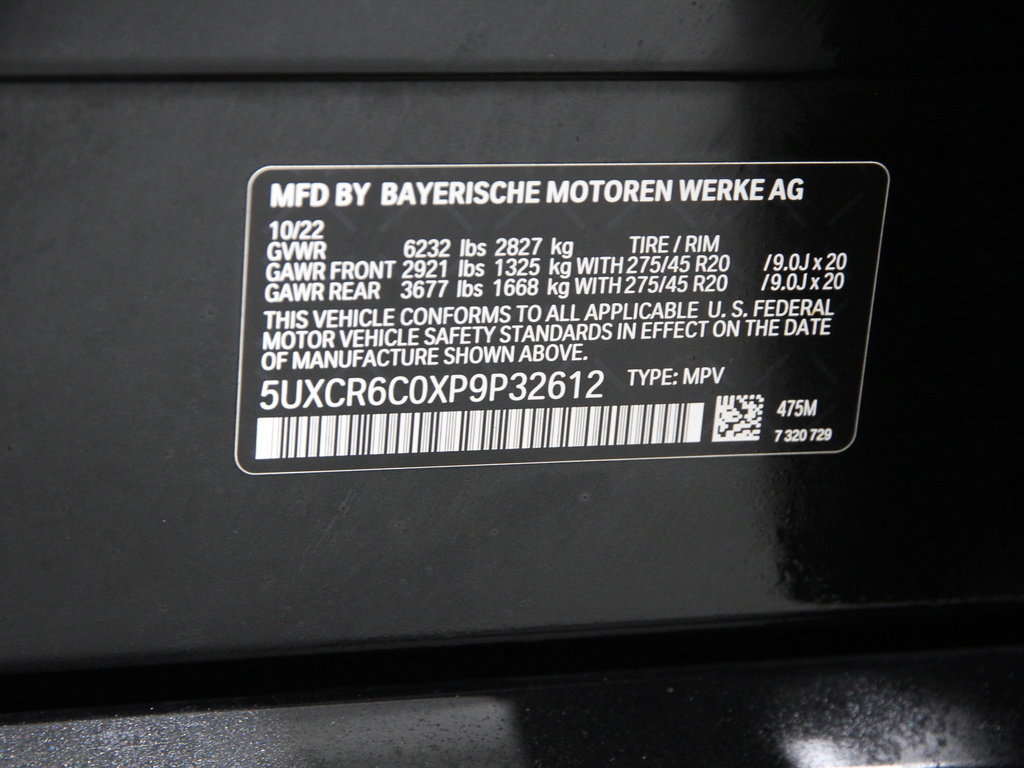 MFD BY BAYERISCHE MOTOREN WERKE AG
10/22
GVWR 6232 lbs 2827 kg TIRE / RIM
GAWR FRONT 2921 lbs 1325 kg WITH 275/45 R20 /9.0J x 20
GAWR REAR 3677 lbs 1668 kg WITH 275/45 R20 /9.0J x 20
THIS VEHICLE CONFORMS TO ALL APPLICABLE U. S. FEDERAL
MOTOR VEHICLE SAFETY STANDARDS IN EFFECT ON THE DATE
OF MANUFACTURE SHOWN ABOVE.
5UXCR6C0XP9P32612 TYPE: MPV
475M
7 320 729